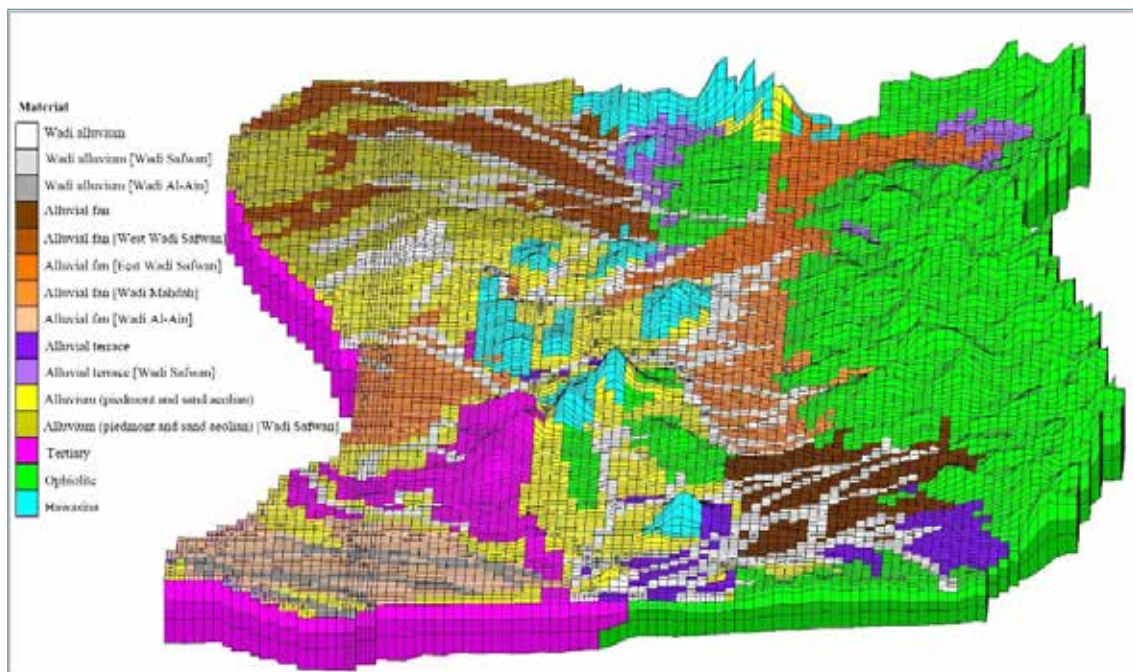 Material
Wadi alluvium
Wadi alluvium [Wadi Safwan]
Wadi alluvium [Wadi Al-Ain]
Alluvial fan
Alluvial fan [West Wadi Safwan]
Alluvial fan [East Wadi Safwan]
Alluvial fan [Wadi Mahdah]
Alluvial fan [Wadi Al-Ain]
Alluvial terrace
Alluvial terrace [Wadi Safwan]
Alluvium (piedmont and sand aeolian)
Alluvium (piedmont and sand aeolian) [Wadi Safwan]
Tertiary
Ophiolite
Hawasina